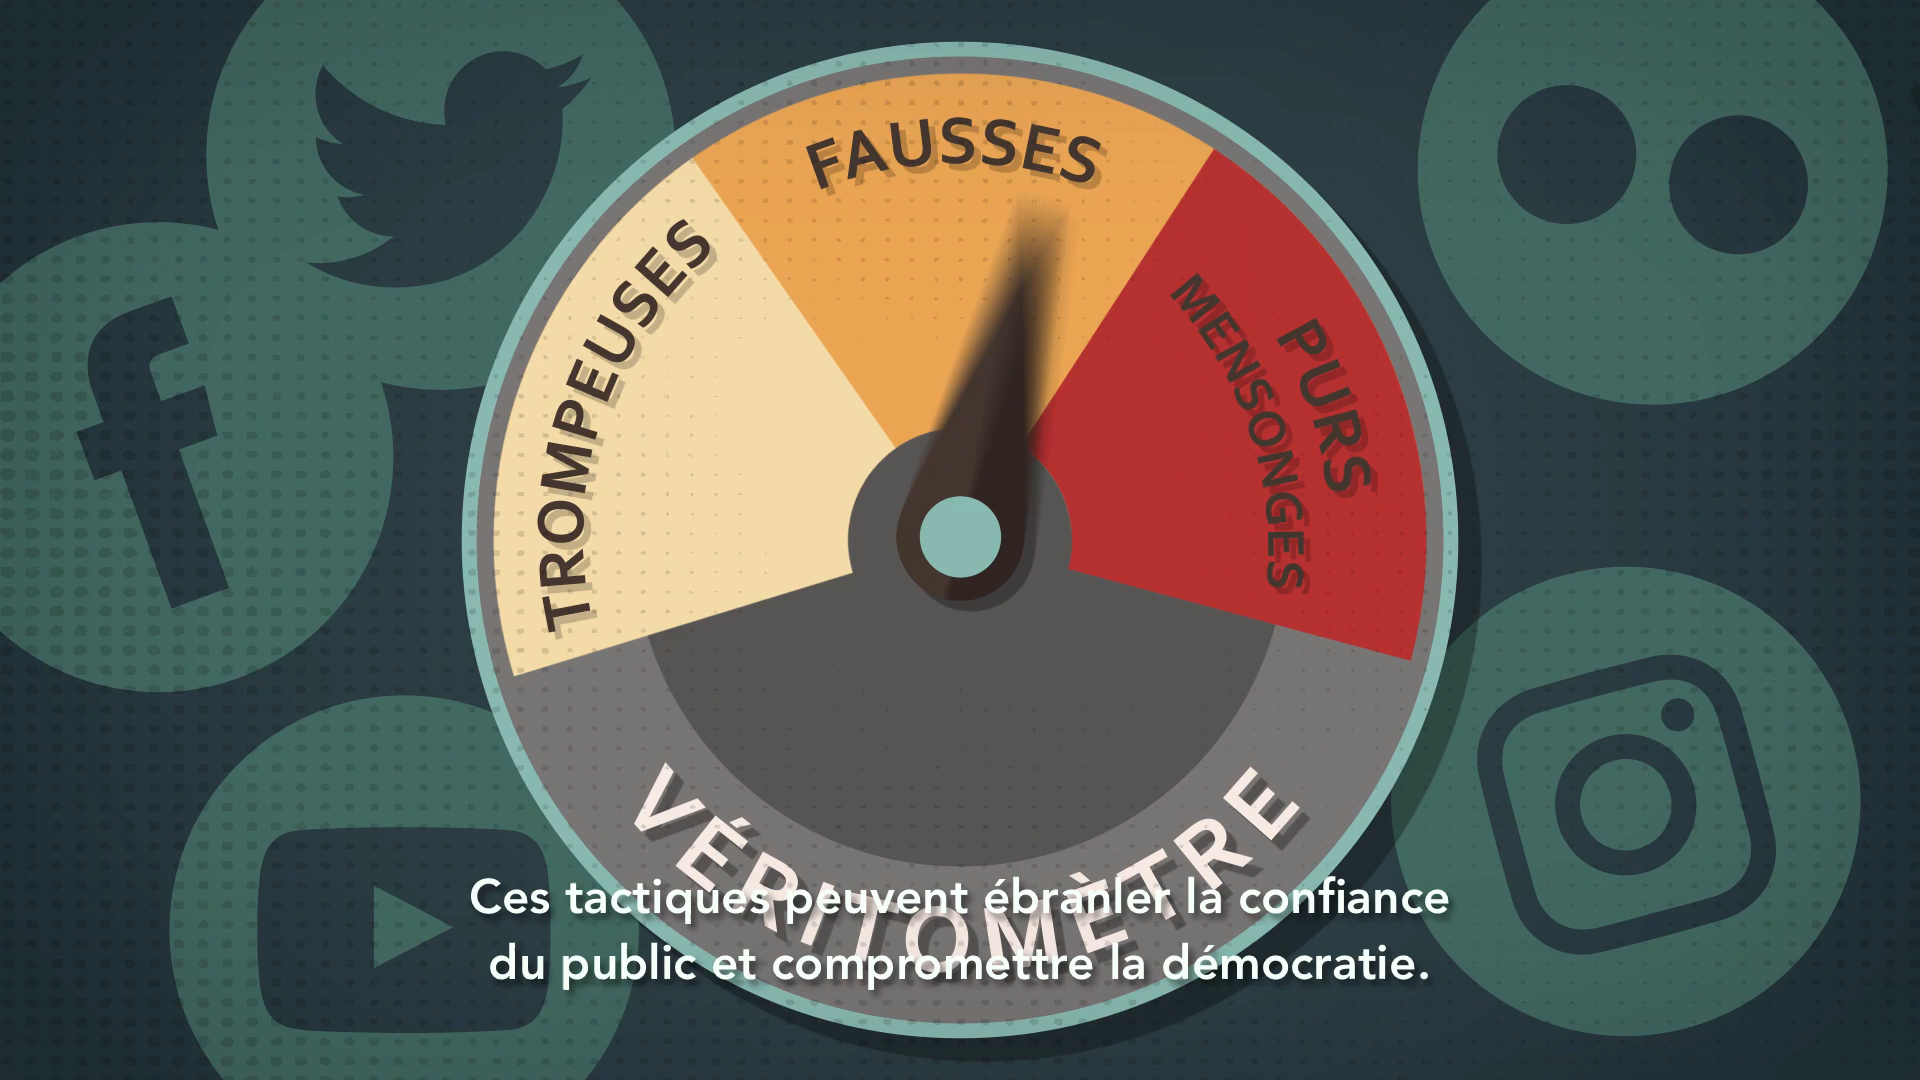 FAUSSES
TROMPEUSES
PURS
MENSONGES
VÉRITOMÈTRE
Ces tactiques peuvent ébranler la confiance
du public et compromettre la démocratie.